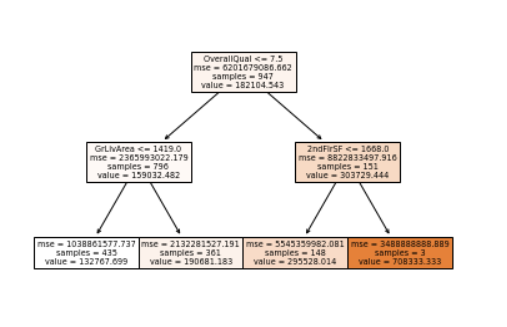 OverallQual <= 7.5
mse = 6201679086.662
samples = 947
value = 182104.543
GrLivArea <= 1419.0
mse = 2365993022.179
samples = 796
value = 159032.482
2ndFlrSF <= 1668.0
mse = 8822833497.916
samples = 151
value = 303729.444
mse = 1038861577.737
samples = 435
value = 132767.699
mse = 2132281527.191
samples = 361
value = 190681.183
mse = 5545359982.081
samples = 148
value = 295528.014
mse = 3488888888.889
samples = 3
value = 708333.333